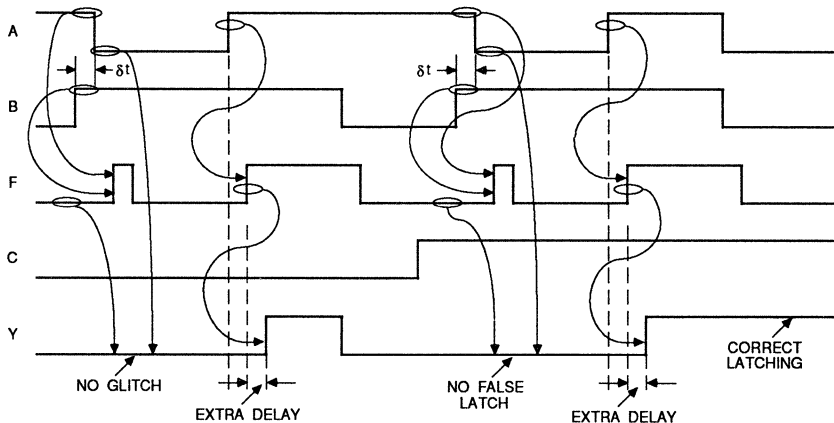 A
δt δt
B
F
C
Y
NO GLITCH
EXTRA DELAY
NO FALSE
LATCH
EXTRA DELAY
CORRECT
LATCHING